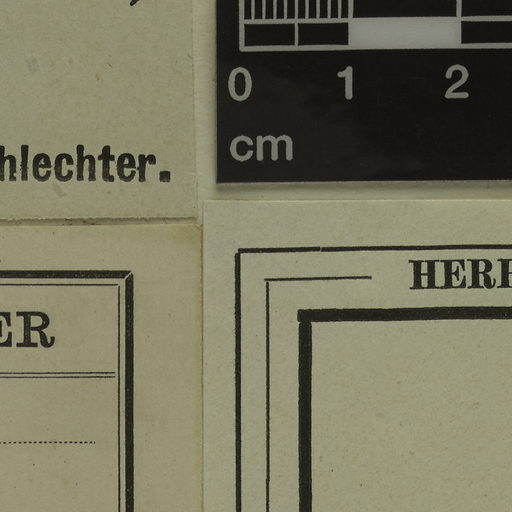 0 1 2
cm
hlechter.
HERB
ER